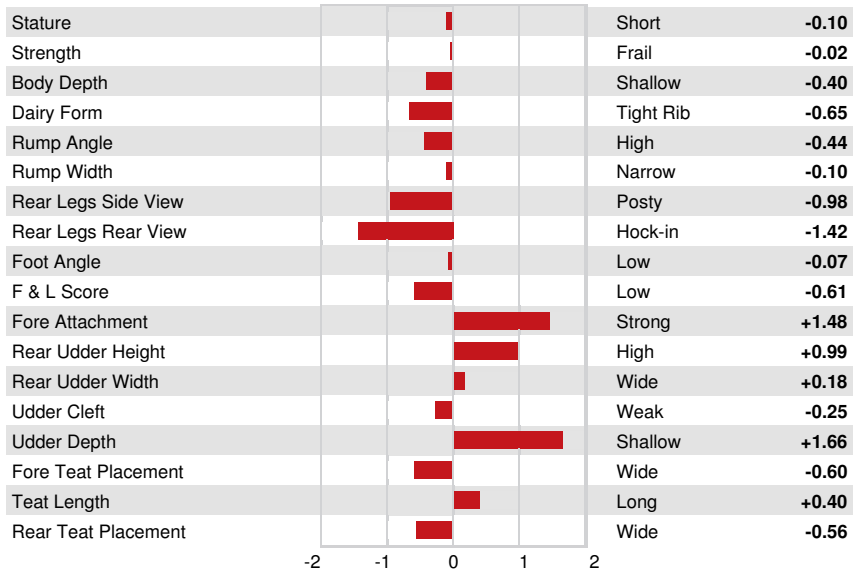 Stature Short -0.10
Strength Frail -0.02
Body Depth Shallow -0.40
Dairy Form Tight Rib -0.65
Rump Angle High -0.44
Rump Width Narrow -0.10
Rear Legs Side View Posty -0.98
Rear Legs Rear View Hock-in -1.42
Foot Angle Low -0.07
F & L Score Low -0.61
Fore Attachment Strong +1.48
Rear Udder Height High +0.99
Rear Udder Width Wide +0.18
Udder Cleft Weak -0.25
Udder Depth Shallow +1.66
Fore Teat Placement Wide -0.60
Teat Length Long +0.40
Rear Teat Placement Wide -0.56
-2 -1 0 1 2